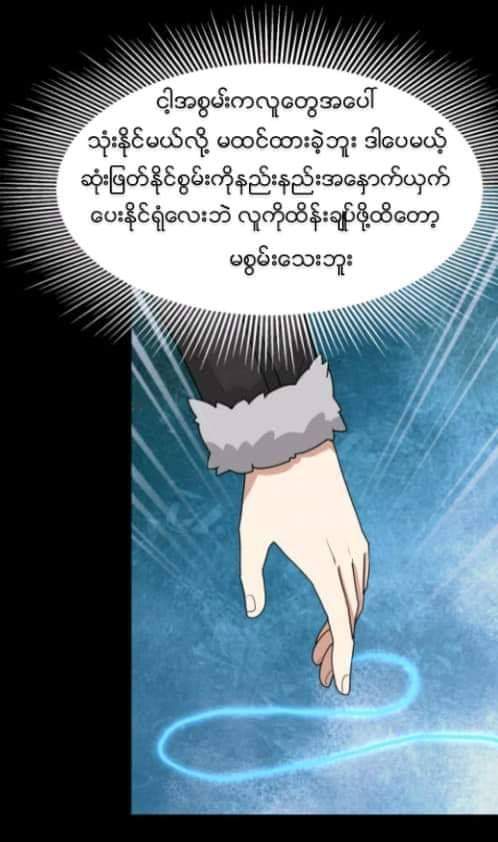 ငါ့အစွမ်းကလူတွေအပေါ်
သုံးနိုင်မယ်လို့ မထင်ထားခဲ့ဘူး ဒါပေမယ့်
ဆုံးဖြတ်နိုင်စွမ်းကိုနည်းနည်းအနောက်ယှက်
ပေးနိုင်ရုံလေးဘဲ လူကိုထိန်းချုပ်ဖို့ထိတော့
မစွမ်းသေးဘူး